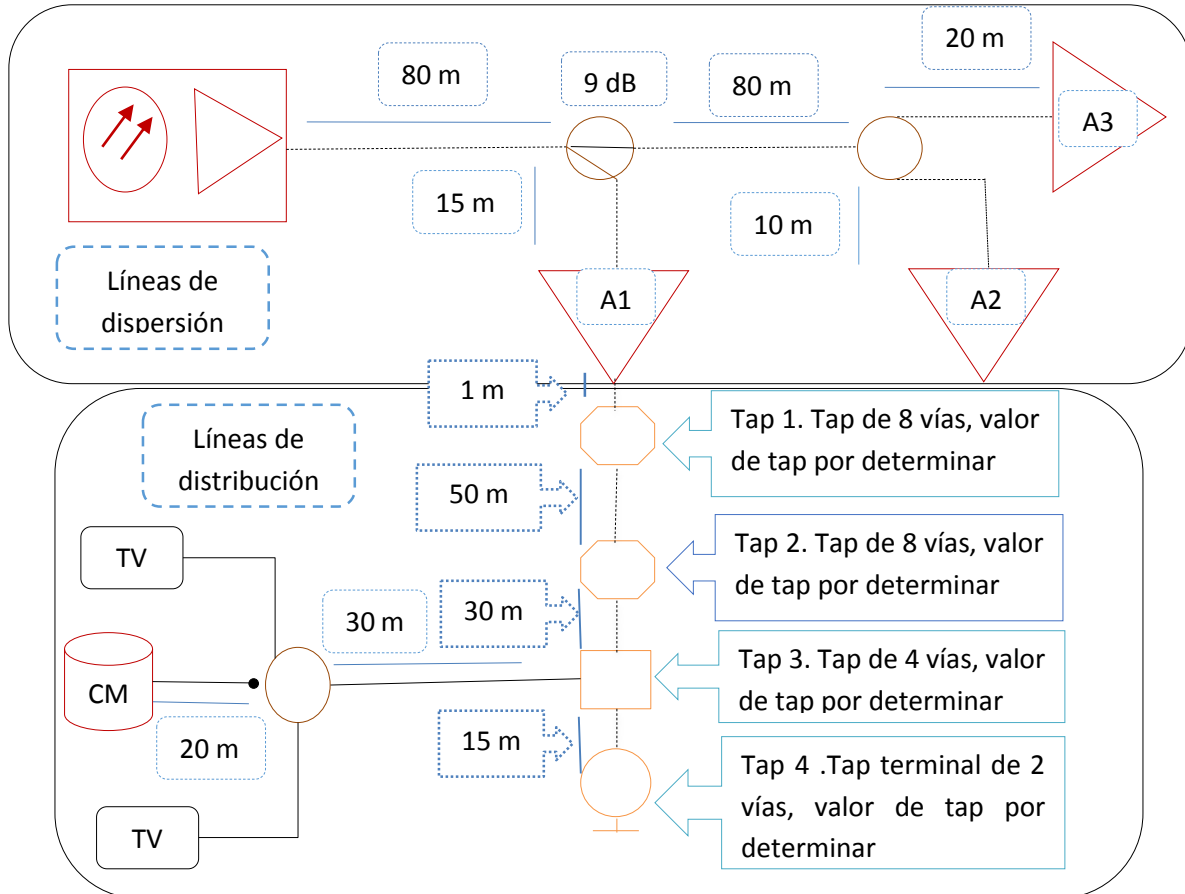 20 m
80 m
9 dB
80 m
A3
15 m
10 m
Líneas de
dispersión
A1
A2
1 m
Tap 1. Tap de 8 vías, valor
de tap por determinar
Líneas de
distribución
50 m
TV
Tap 2. Tap de 8 vías, valor
de tap por determinar
30 m
30 m
CM
Tap 3. Tap de 4 vías, valor
de tap por determinar
20 m
15 m
Tap 4 .Tap terminal de 2
vías, valor de tap por
determinar
TV